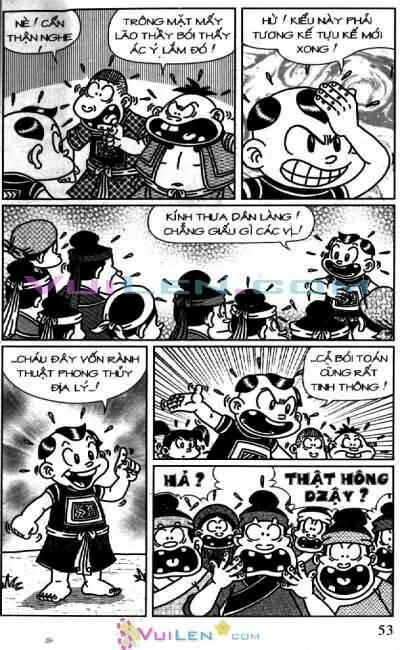 NÈ! CẨN
THẬN NGHE
!
TRÔNG MẶT MẤY
LÃO THẦY BÓI THẤY
ÁC Ý LẮM ĐÓ!
HỪ! KIỂU NÀY PHẢI
TƯƠNG KẾ TỰU KẾ MỚI
XONG!
KÍNH THƯA DÂN LÀNG!
CHẲNG GIẤU GÌ CÁC VỊ..!
VUILEN.COM
...CHÁU ĐÂY VỐN RÀNH
THUẬT PHONG THỦY
ĐỊA LÝ..!
...CẢ BÓI TOÁN
CŨNG RẤT
TINH THÔNG!
HẢ?
THẬT HÔNG
DZẬY?
53
VUILEN.COM